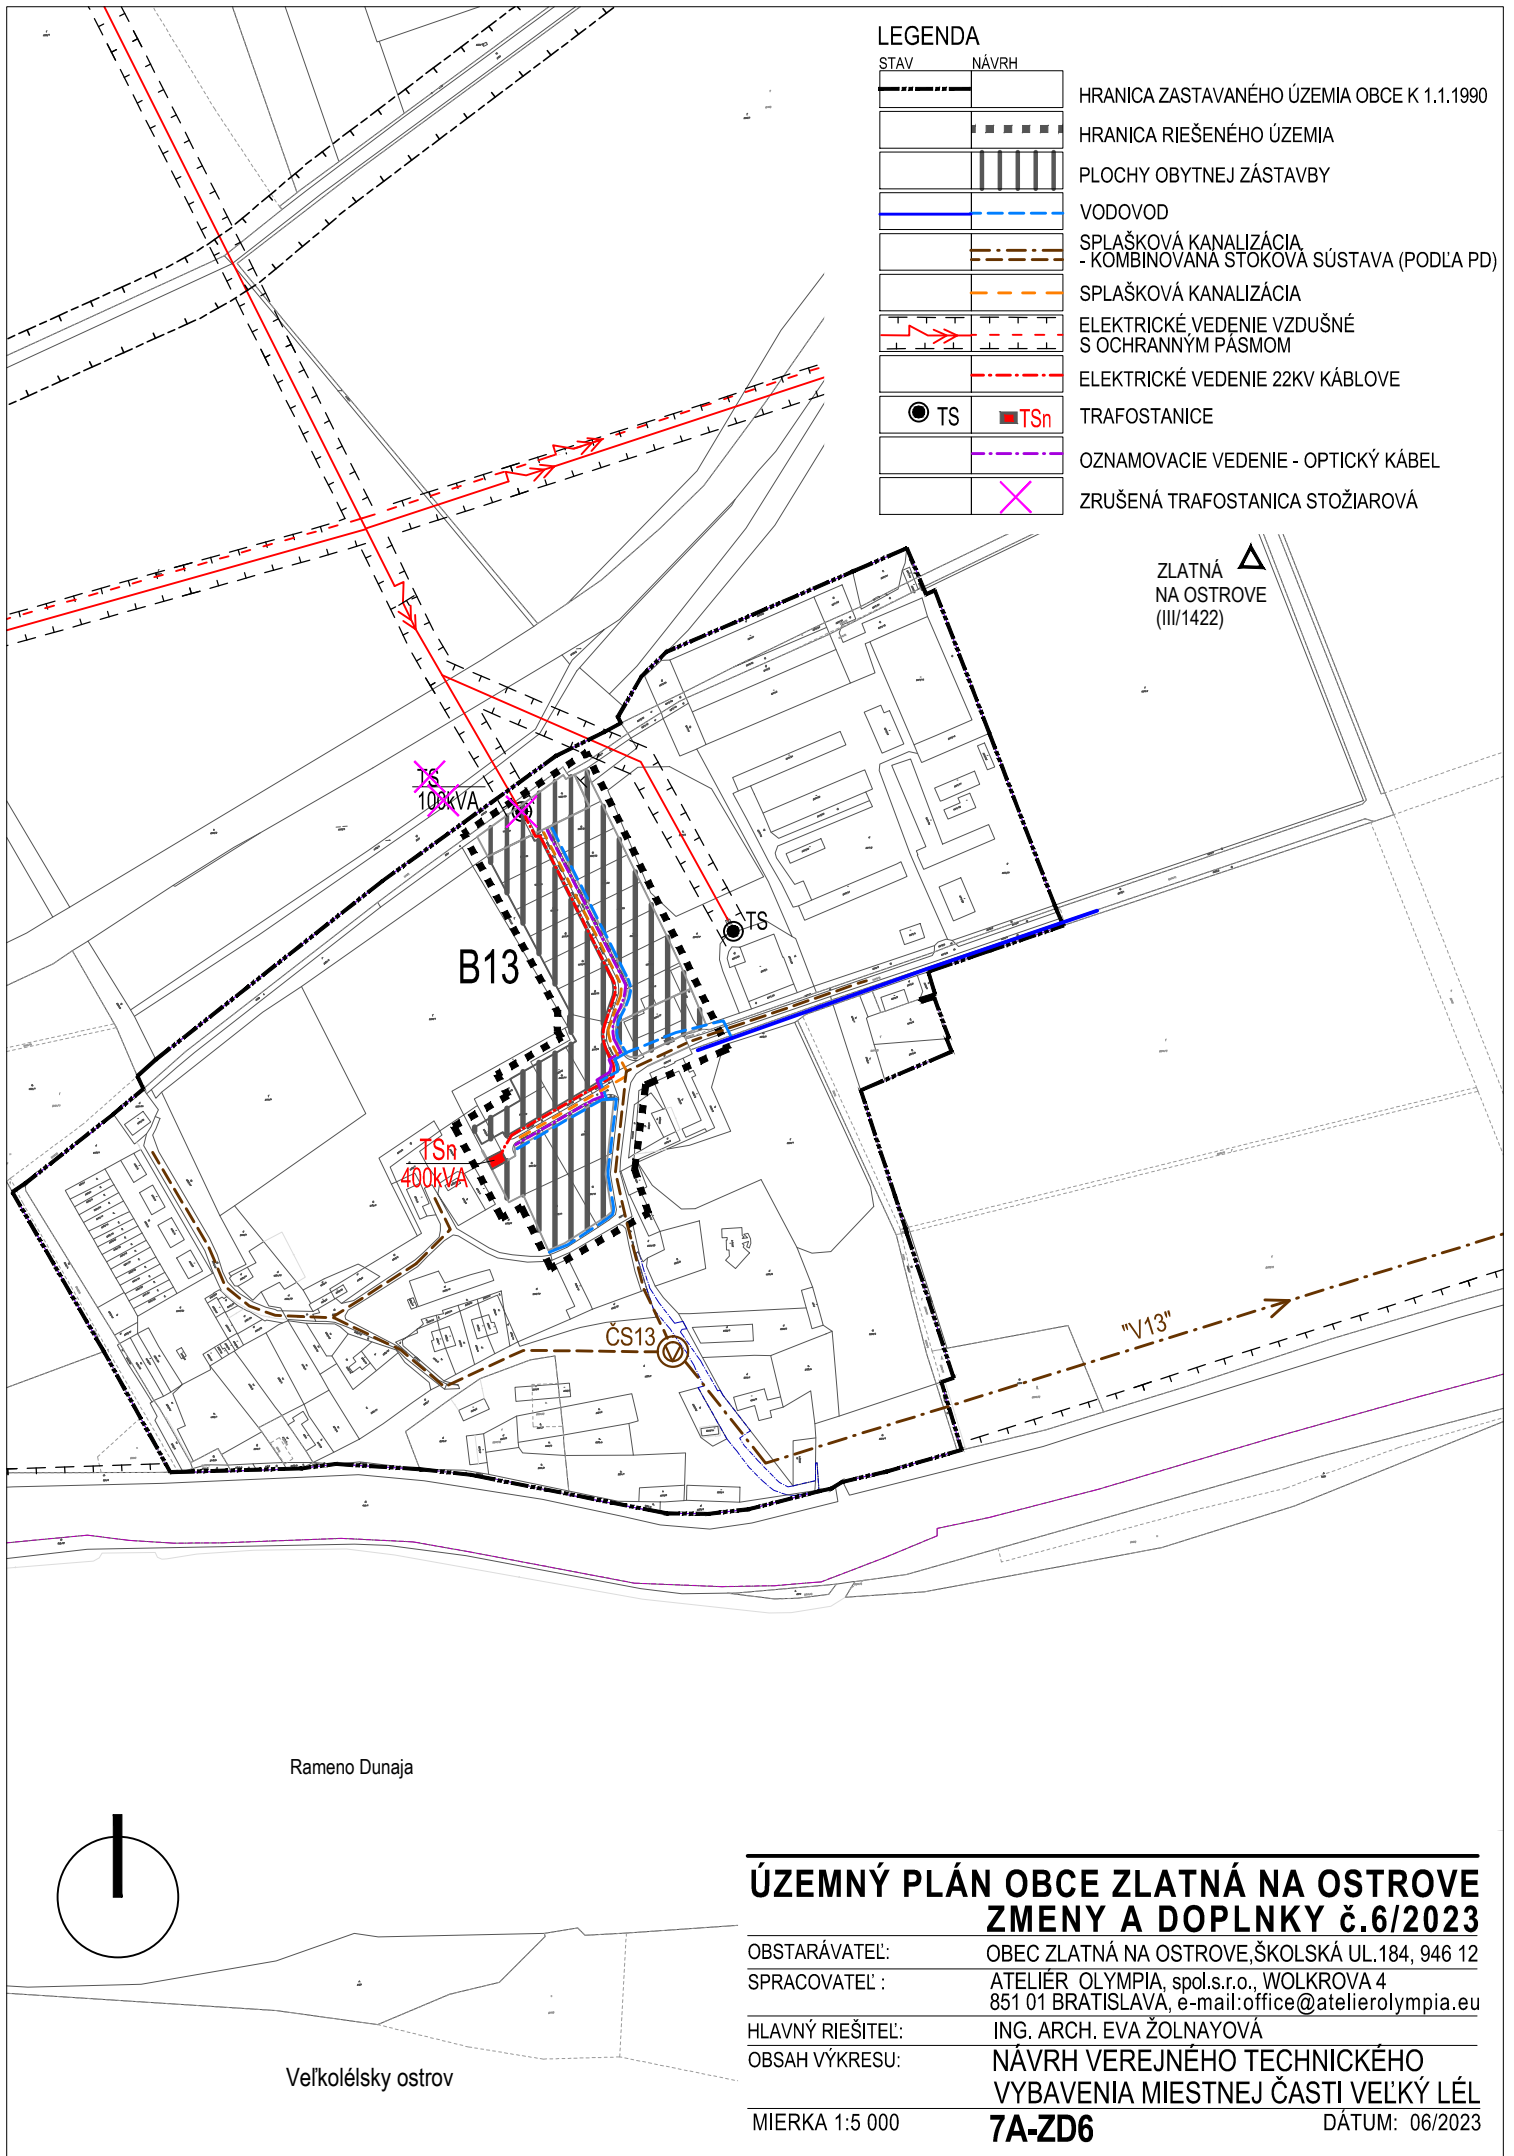 LEGENDA
STAV NÁVRH
HRANICA ZASTAVANÉHO ÚZEMIA OBCE K 1.1.1990
HRANICA RIEŠENÉHO ÚZEMIA
PLOCHY OBYTNEJ ZÁSTAVBY
VODOVOD
SPLAŠKOVÁ KANALIZÁCIA
- KOMBINOVANÁ STOKOVÁ SÚSTAVA (PODĽA PD)
SPLAŠKOVÁ KANALIZÁCIA
ELEKTRICKÉ VEDENIE VZDUŠNÉ
S OCHRANNÝM PÁSMOM
ELEKTRICKÉ VEDENIE 22KV KÁBLOVE
TS TSn TRAFOSTANICE
OZNAMOVACIE VEDENIE - OPTICKÝ KÁBEL
ZRUŠENÁ TRAFOSTANICA STOŽIAROVÁ
ZLATNÁ
NA OSTROVE
(III/1422)
TS
100kVA
TS
B13
TSn
400kVA
ČS13
"V13"
Rameno Dunaja
Veľkolélsky ostrov
ÚZEMNÝ PLÁN OBCE ZLATNÁ NA OSTROVE
ZMENY A DOPLNKY č.6/2023
OBSTARÁVATEĽ: OBEC ZLATNÁ NA OSTROVE,ŠKOLSKÁ UL.184, 946 12
SPRACOVATEĽ : ATELIÉR OLYMPIA, spol.s.r.o., WOLKROVA 4
851 01 BRATISLAVA, e-mail:office@atelierolympia.eu
HLAVNÝ RIEŠITEĽ: ING. ARCH. EVA ŽOLNAYOVÁ
OBSAH VÝKRESU: NÁVRH VEREJNÉHO TECHNICKÉHO
VYBAVENIA MIESTNEJ ČASTI VEĽKÝ LÉL
MIERKA 1:5 000 7A-ZD6 DÁTUM: 06/2023